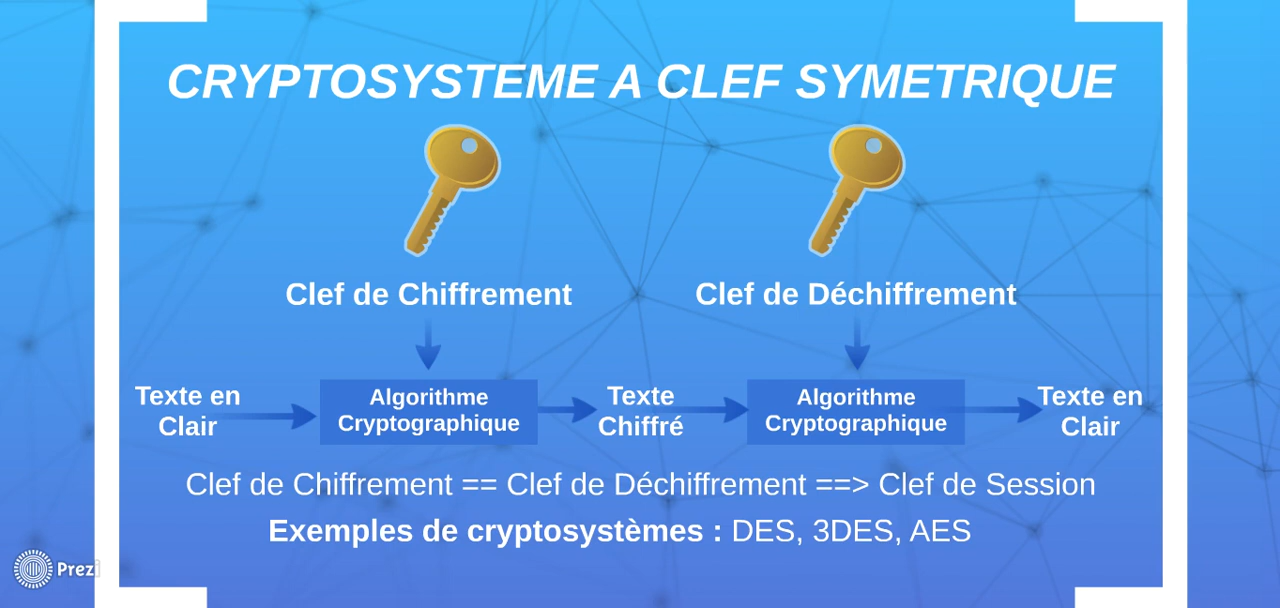 CRYPTOSYSTEME A CLEF SYMETRIQUE
Clef de Chiffrement
Clef de Déchiffrement
Texte en
Clair
Algorithme
Cryptographique
Texte
Chiffré
Algorithme
Cryptographique
Texte en
Clair
Clef de Chiffrement == Clef de Déchiffrement ==> Clef de Session
Exemples de cryptosystèmes : DES, 3DES, AES
Prezi